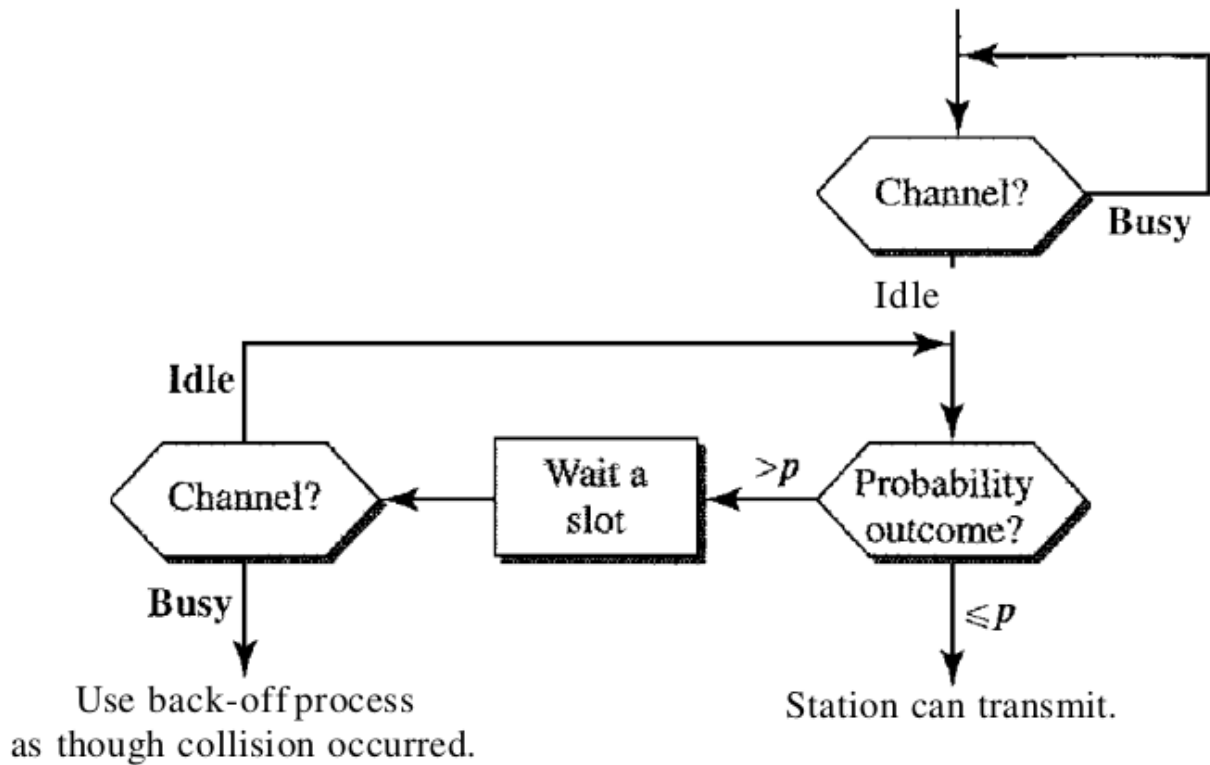 Channel?
Busy
Idle
Idle
Channel?
Wait a
slot
>p
Probability
outcome?
Busy
≤p
Use back-off process
as though collision occurred.
Station can transmit.